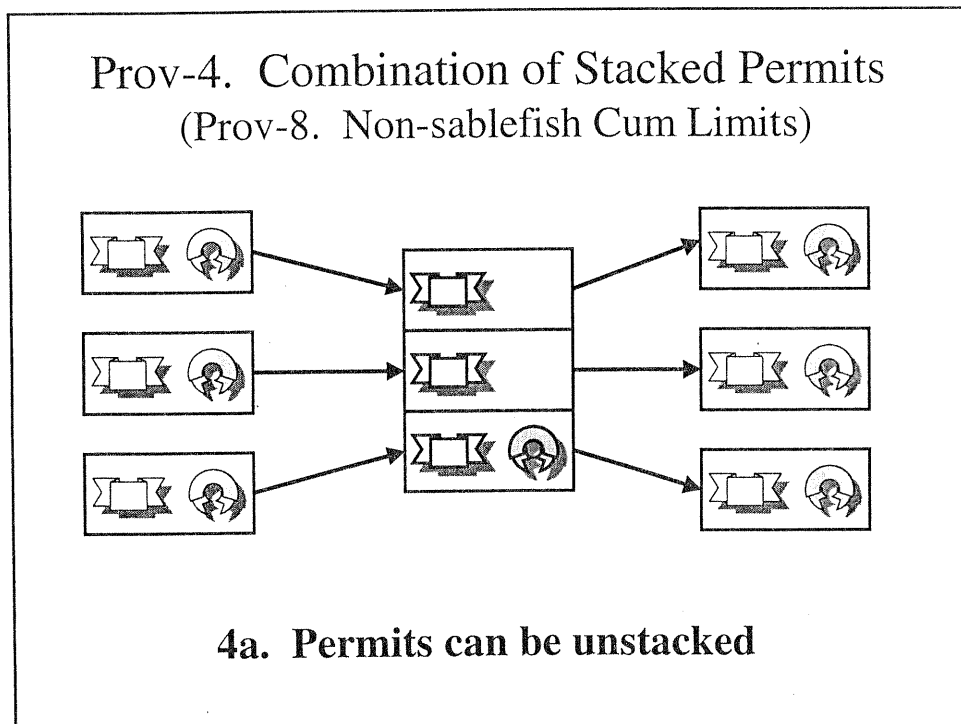 Prov-4. Combination of Stacked Permits
(Prov-8. Non-sablefish Cum Limits)
4a. Permits can be unstacked